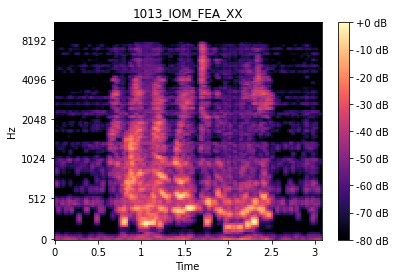 1013_IOM_FEA_XX
8192
4096
2048
1024
512
0
Hz
0 0.5 1 1.5 2 2.5 3
Time
+0 dB
-10 dB
-20 dB
-30 dB
-40 dB
-50 dB
-60 dB
-70 dB
-80 dB